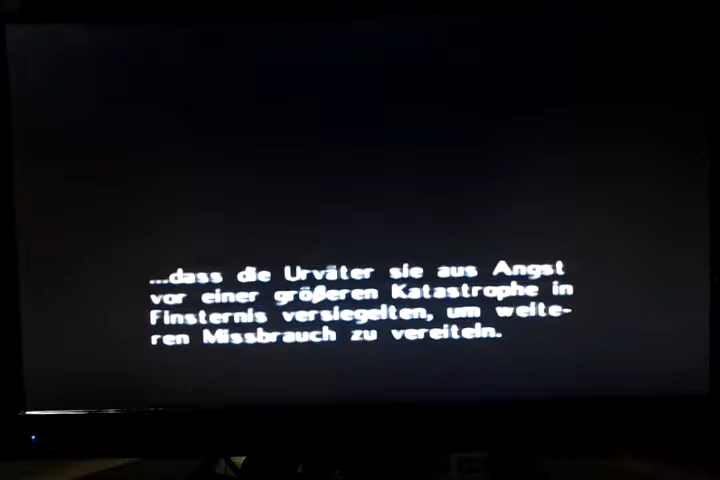 ...dass die Urväter sie aus Angst
vor einer größeren Katastrophe in
Finsternis versiegelten, um weite-
ren Missbrauch zu vereiteln.